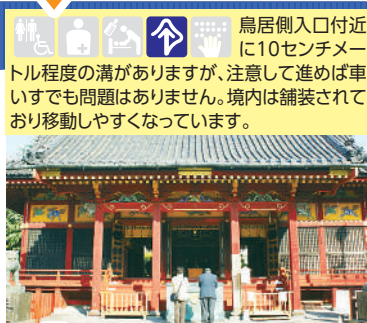 鳥居側入口付近
に10センチメー
トル程度の溝がありますが、注意して進めば車
いすでも問題はありません。境内は舗装されて
おり移動しやすくなっています。